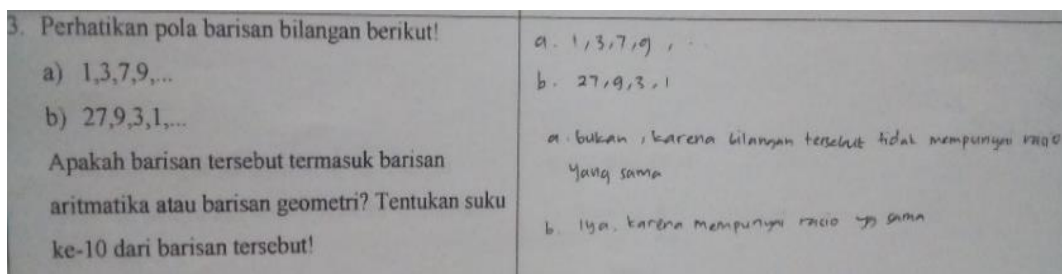 3. Perhatikan pola barisan bilangan berikut!
a) 1,3,7,9,...
b) 27,9,3,1,...
Apakah barisan tersebut termasuk barisan
aritmatika atau barisan geometri? Tentukan suku
ke-10 dari barisan tersebut!
a. 1,3,7,9, ..
b. 27,9,3,1
a. bukan, karena bilangan tersebut tidak mempunyai racio
yang sama
b. Iya, karena mempunyai racio yg sama